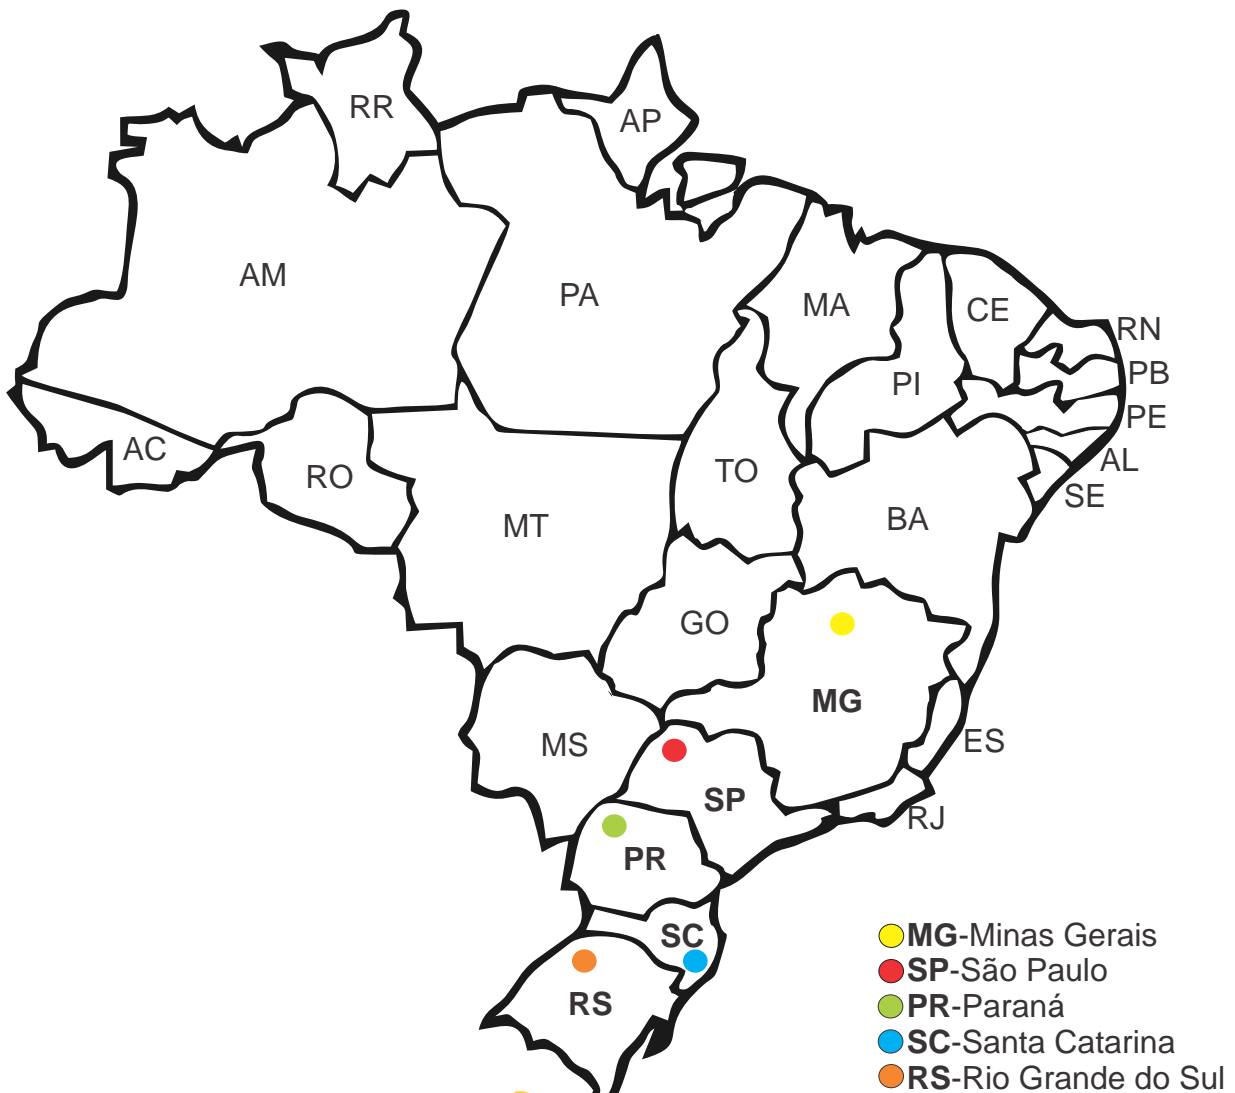 RR
AP
AM
PA
MA
CE
RN
PI
PB
PE
AC
RO
TO
AL
SE
MT
BA
GO
MG
MS
ES
SP
RJ
PR
SC
RS
MG-Minas Gerais
SP-São Paulo
PR-Paraná
SC-Santa Catarina
RS-Rio Grande do Sul